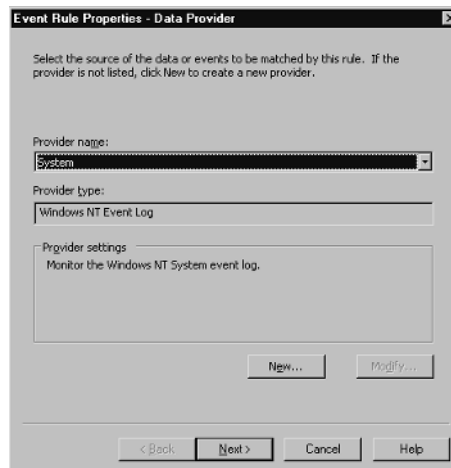 Event Rule Properties - Data Provider
Select the source of the data or events to be matched by this rule. If the
provider is not listed, click New to create a new provider.
Provider name:
System
Provider type:
Windows NT Event Log
Provider settings
Monitor the Windows NT System event log.
New...
Modify...
< Back
Next >
Cancel
Help